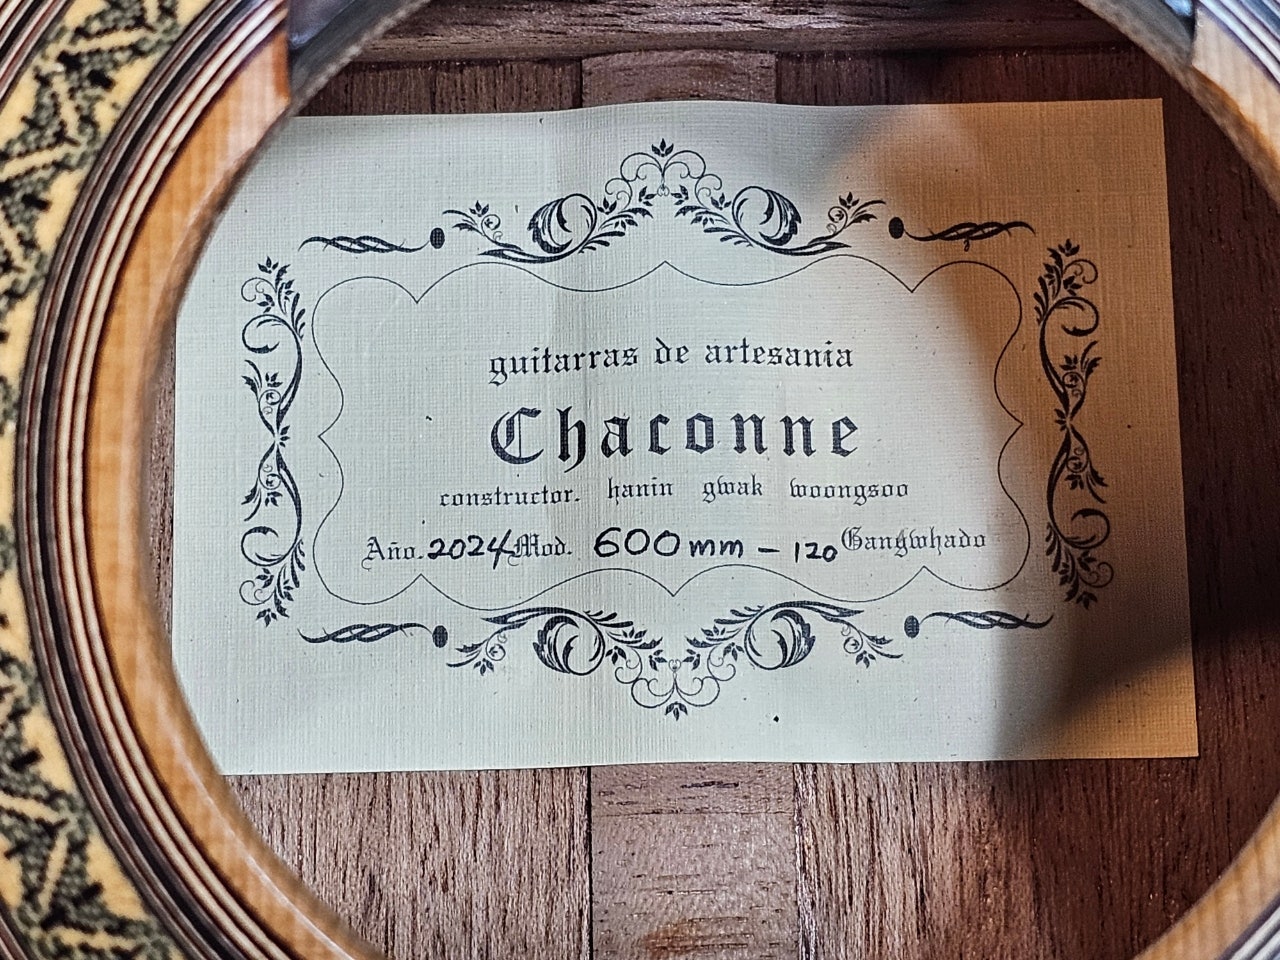 guitarras de artesania
Chaconne
constructor. hanin gwak woongsoo
Año. 2024 Mod. 600mm - 120 Gangwhado